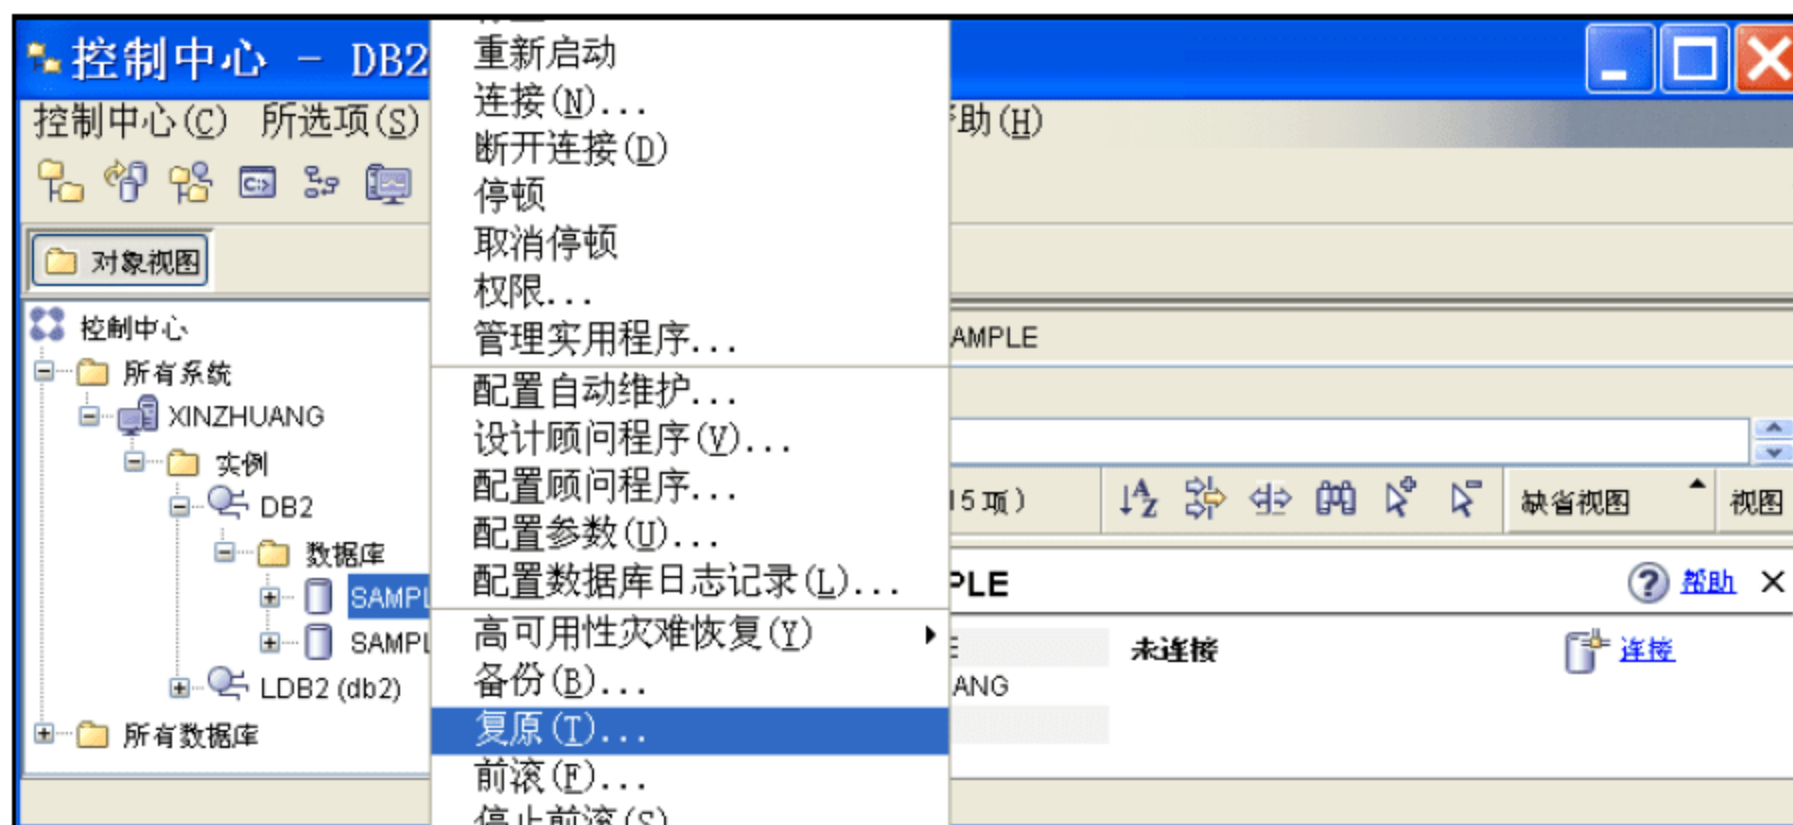 控制中心 - DB2
控制中心(C) 所选项(S)
助(H)
对象视图
控制中心
所有系统
XINZHUANG
实例
DB2
数据库
SAMPL
SAMPL
LDB2 (db2)
所有数据库
重新启动
连接(N)...
断开连接(D)
停顿
取消停顿
权限...
管理实用程序...
配置自动维护...
设计顾问程序(V)...
配置顾问程序...
配置参数(U)...
配置数据库日志记录(L)...
高可用性灾难恢复(Y)
备份(B)...
复原(T)...
前滚(F)...
停止前滚(S)
AMPLE
5 项)
缺省视图
视图
PLE
帮助
E
未连接
连接
ANG